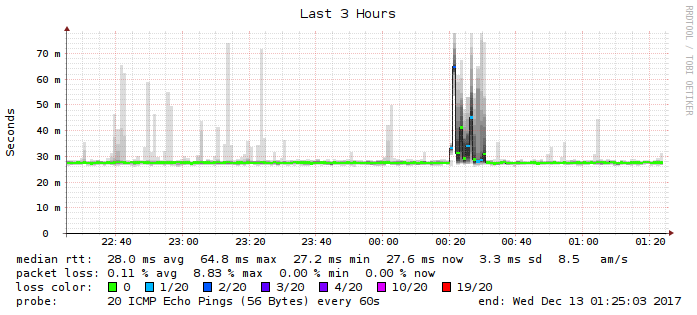 Last 3 Hours
RRDTOOL / TOBI OETIKER
Seconds
70 m
60 m
50 m
40 m
30 m
20 m
10 m
0
22:40 23:00 23:20 23:40 00:00 00:20 00:40 01:00 01:20
median rtt: 28.0 ms avg 64.8 ms max 27.2 ms min 27.6 ms now 3.3 ms sd 8.5 am/s
packet loss: 0.11 % avg 8.83 % max 0.00 % min 0.00 % now
loss color: 0 1/20 2/20 3/20 4/20 10/20 19/20
probe: 20 ICMP Echo Pings (56 Bytes) every 60s end: Wed Dec 13 01:25:03 2017